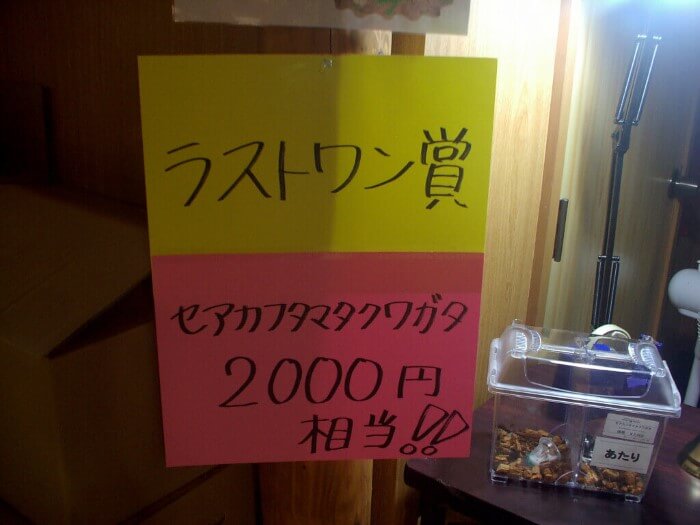 ラストワン賞
セアカフタマタクワガタ
2000円
相当!!
あたり